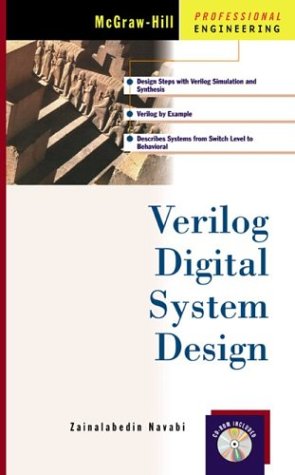 McGraw-Hill
PROFESSIONAL
ENGINEERING
Design Steps with Verilog Simulation and
Synthesis
Verilog by Example
Describes Systems from Switch Level to
Behavioral
Verilog
Digital
System
Design
Zainalabedin Navabi
CD-ROM INCLUDED